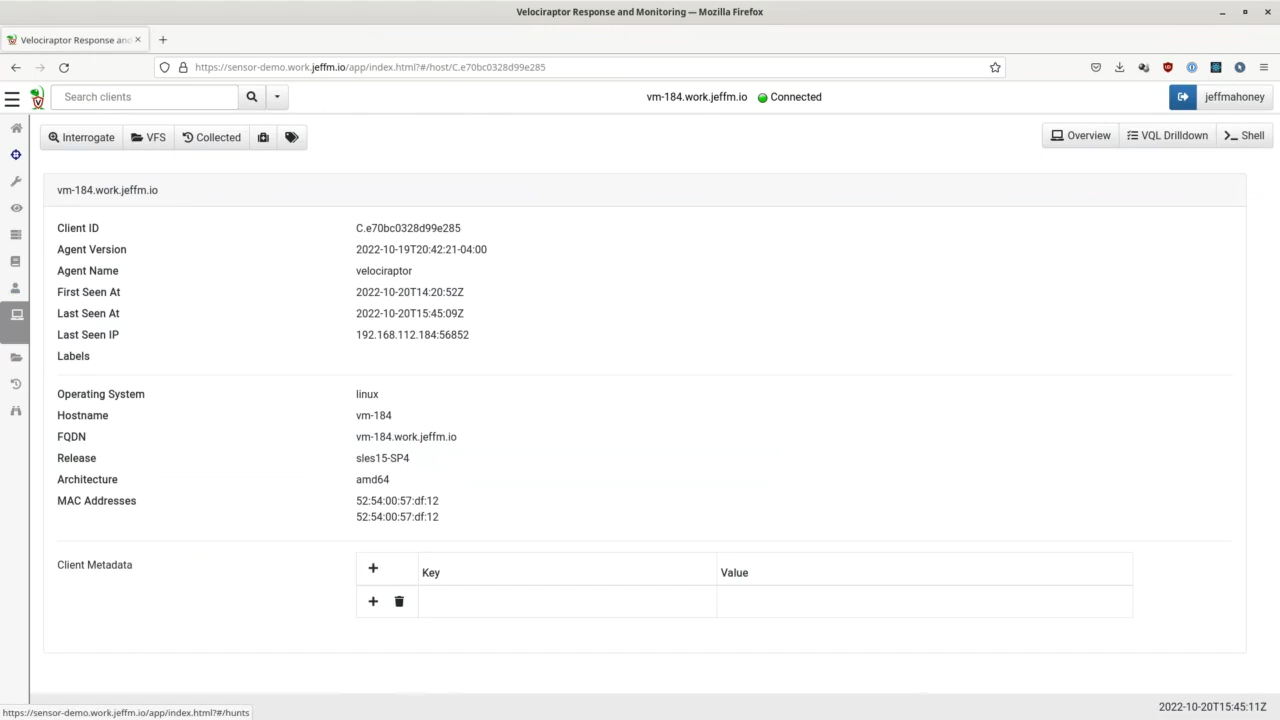 Velociraptor Response and Monitoring — Mozilla Firefox
Velociraptor Response and
https://sensor-demo.work.jeffm.io/app/index.html?#/host/C.e70bc0328d99e285
Search clients
vm-184.work.jeffm.io Connected
jeffmahoney
Interrogate VFS Collected
Overview VQL Drilldown Shell
vm-184.work.jeffm.io
Client ID C.e70bc0328d99e285
Agent Version 2022-10-19T20:42:21-04:00
Agent Name velociraptor
First Seen At 2022-10-20T14:20:52Z
Last Seen At 2022-10-20T15:45:09Z
Last Seen IP 192.168.112.184:56852
Labels
Operating System linux
Hostname vm-184
FQDN vm-184.work.jeffm.io
Release sles15-SP4
Architecture amd64
MAC Addresses 52:54:00:57:df:12
52:54:00:57:df:12
Client Metadata
Key Value
https://sensor-demo.work.jeffm.io/app/index.html?#/hunts
2022-10-20T15:45:11Z